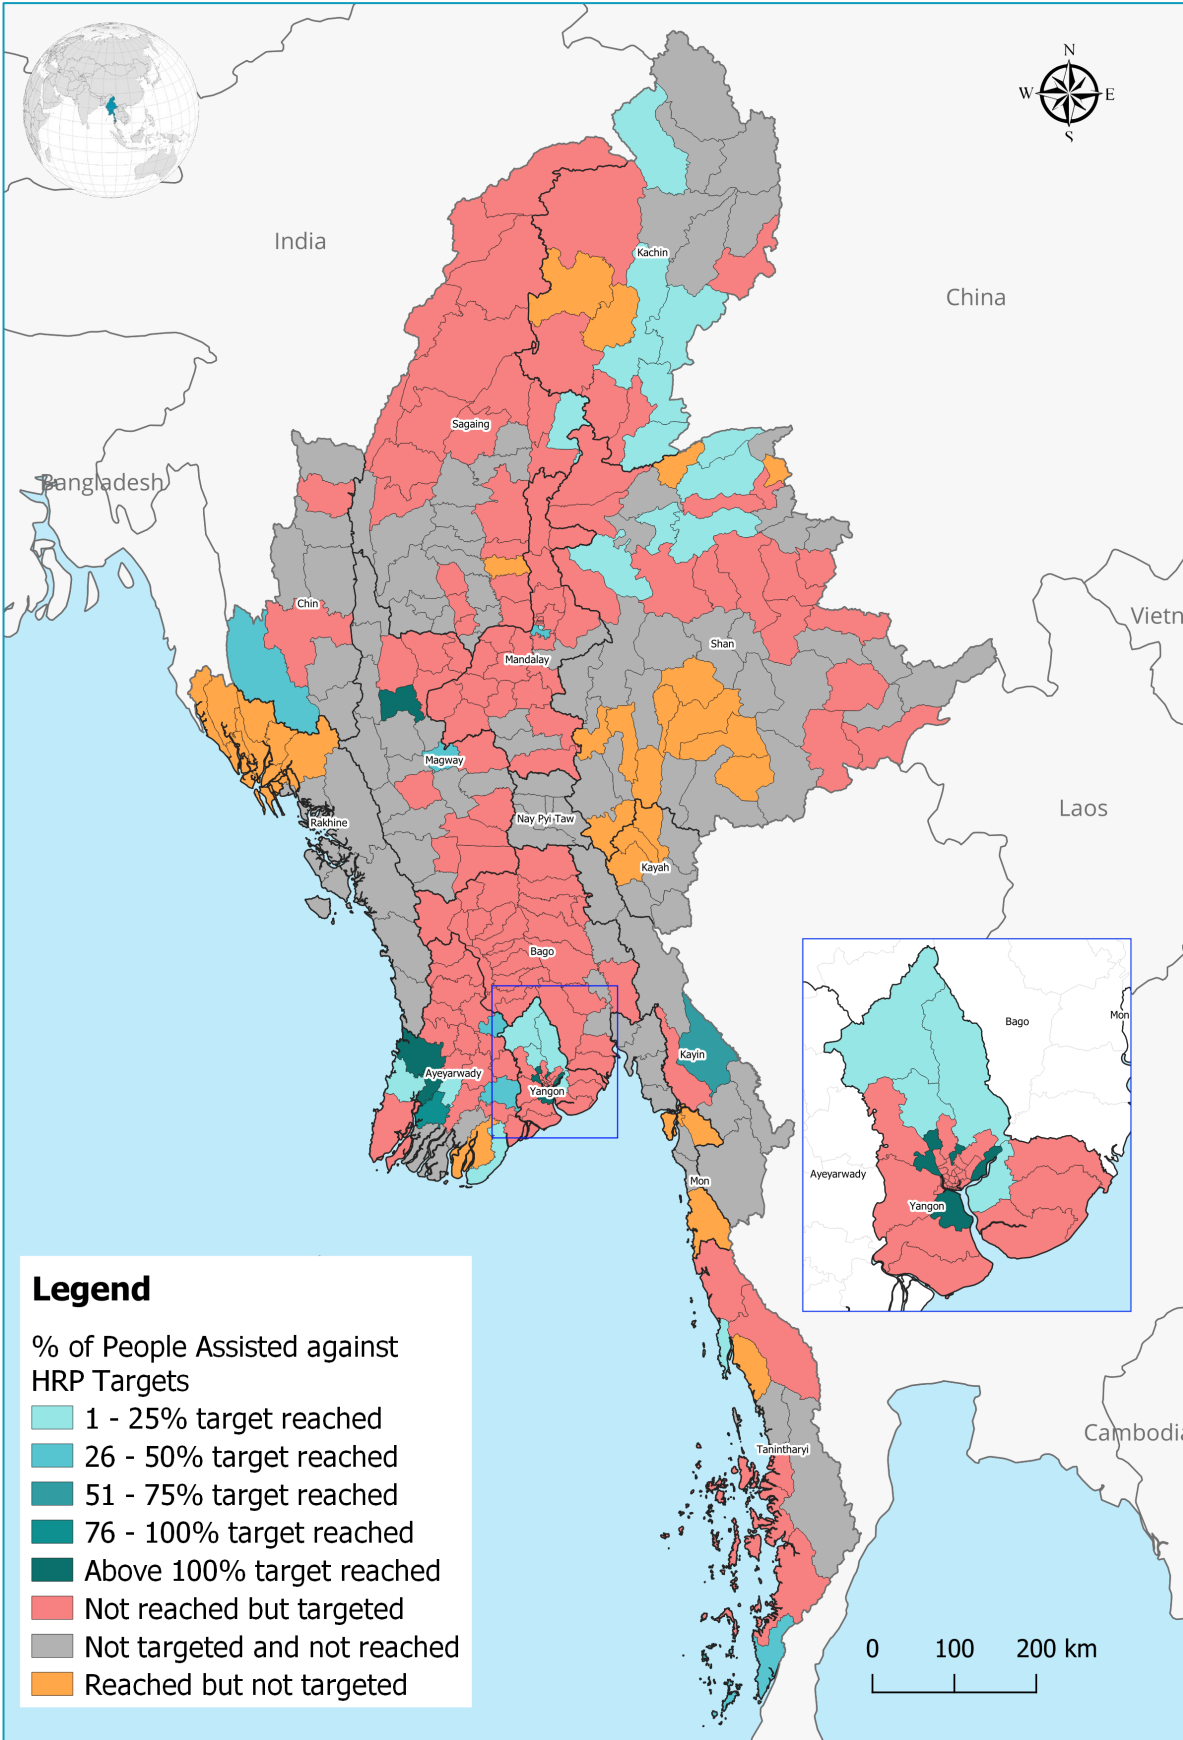 N
W E
S
India
Kachin
China
Sagaing
Bangladesh
Chin
Vietn
Shan
Mandalay
Magway
Laos
Rakhine
Nay Pyi Taw
Kayah
Bago
Bago
Mon
Kayin
Ayeyarwady
Yangon
Ayeyarwady
Mon
Yangon
Legend
% of People Assisted against
HRP Targets
1 - 25% target reached
26 - 50% target reached
51 - 75% target reached
76 - 100% target reached
Above 100% target reached
Not reached but targeted
Not targeted and not reached
Reached but not targeted
Cambodia
Tanintharyi
0 100 200 km